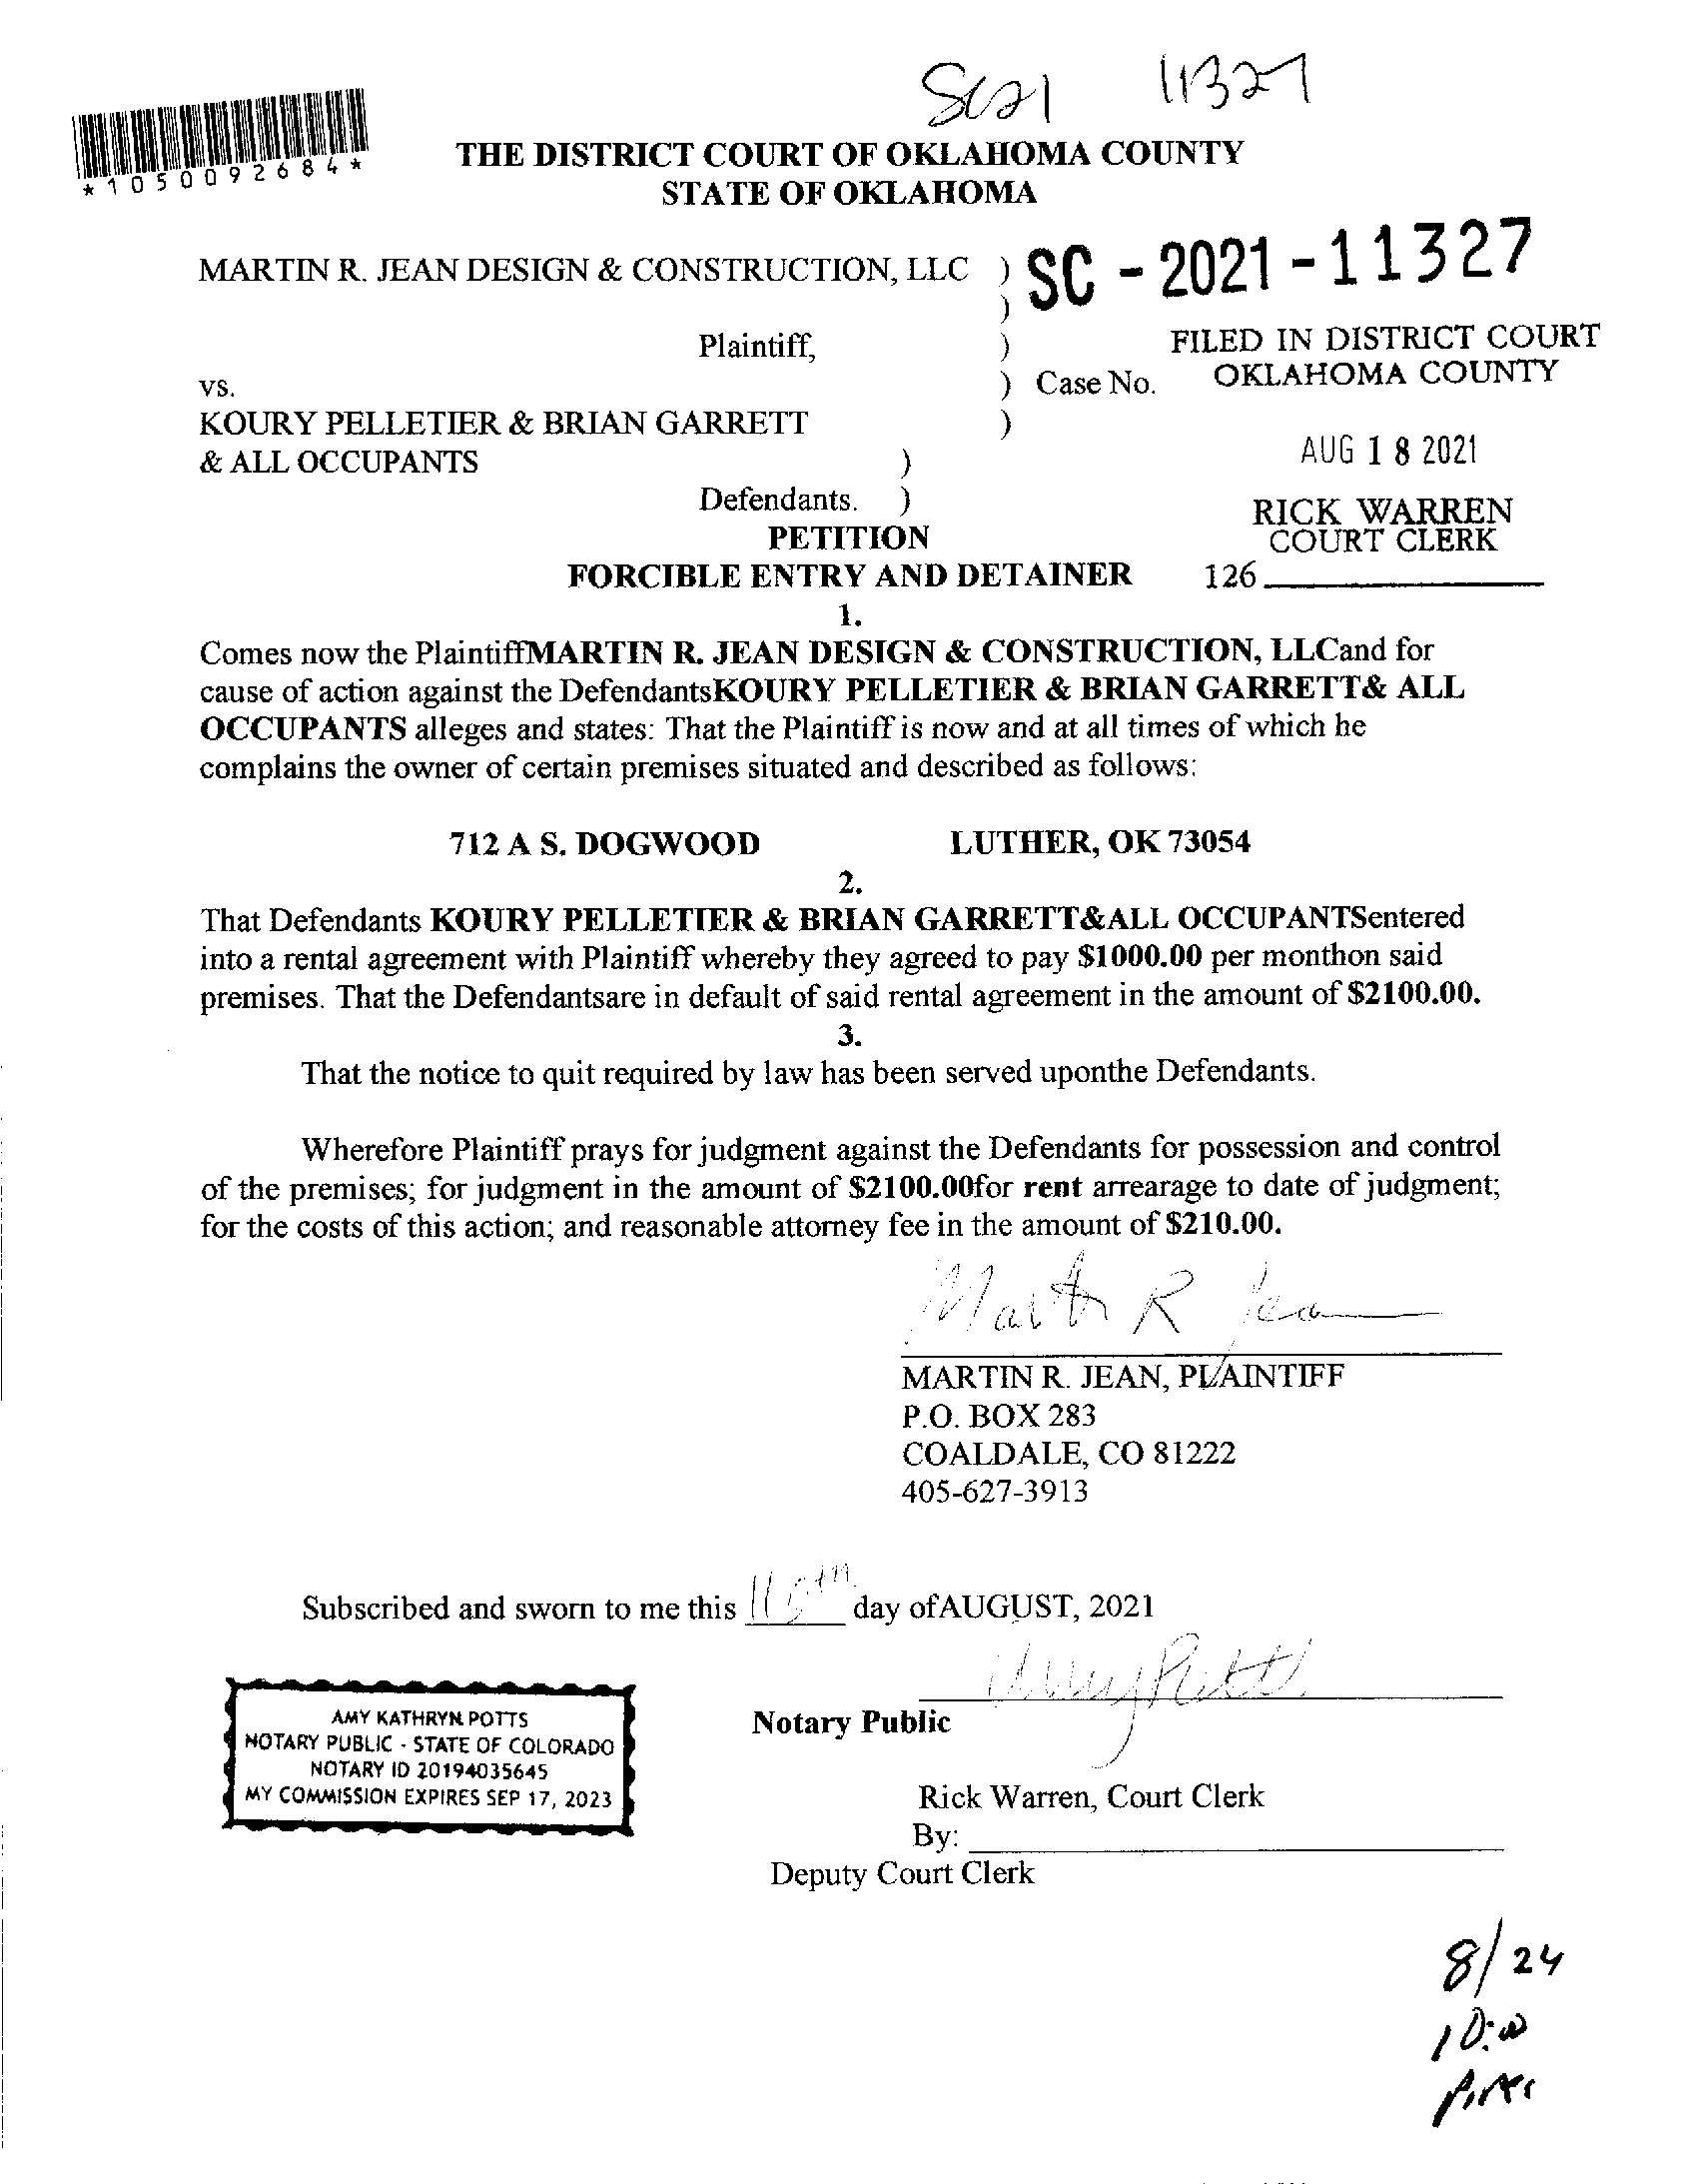 SC21 11327
*1050092684*
THE DISTRICT COURT OF OKLAHOMA COUNTY
STATE OF OKLAHOMA
MARTIN R. JEAN DESIGN & CONSTRUCTION, LLC ) SC - 2021 - 11327
)
Plaintiff, ) FILED IN DISTRICT COURT
vs. ) Case No. OKLAHOMA COUNTY
KOURY PELLETIER & BRIAN GARRETT )
& ALL OCCUPANTS ) AUG 18 2021
Defendants. ) RICK WARREN
PETITION COURT CLERK
FORCIBLE ENTRY AND DETAINER 126
1.
Comes now the PlaintiffMARTIN R. JEAN DESIGN & CONSTRUCTION, LLCand for
cause of action against the DefendantsKOURY PELLETIER & BRIAN GARRETT& ALL
OCCUPANTS alleges and states: That the Plaintiff is now and at all times of which he
complains the owner of certain premises situated and described as follows:
712 A S. DOGWOOD LUTHER, OK 73054
2.
That Defendants KOURY PELLETIER & BRIAN GARRETT&ALL OCCUPANTSentered
into a rental agreement with Plaintiff whereby they agreed to pay $1000.00 per monthon said
premises. That the Defendantsare in default of said rental agreement in the amount of $2100.00.
3.
That the notice to quit required by law has been served uponthe Defendants.
Wherefore Plaintiff prays for judgment against the Defendants for possession and control
of the premises; for judgment in the amount of $2100.00for rent arrearage to date of judgment;
for the costs of this action; and reasonable attorney fee in the amount of $210.00.
Martin R Jean
MARTIN R. JEAN, PLAINTIFF
P.O. BOX 283
COALDALE, CO 81222
405-627-3913
Subscribed and sworn to me this 16th day ofAUGUST, 2021
AMY KATHRYN POTTS
NOTARY PUBLIC - STATE OF COLORADO
NOTARY ID 20194035645
MY COMMISSION EXPIRES SEP 17, 2023
Notary Public
Rick Warren, Court Clerk
By:
Deputy Court Clerk
8/24
10:00